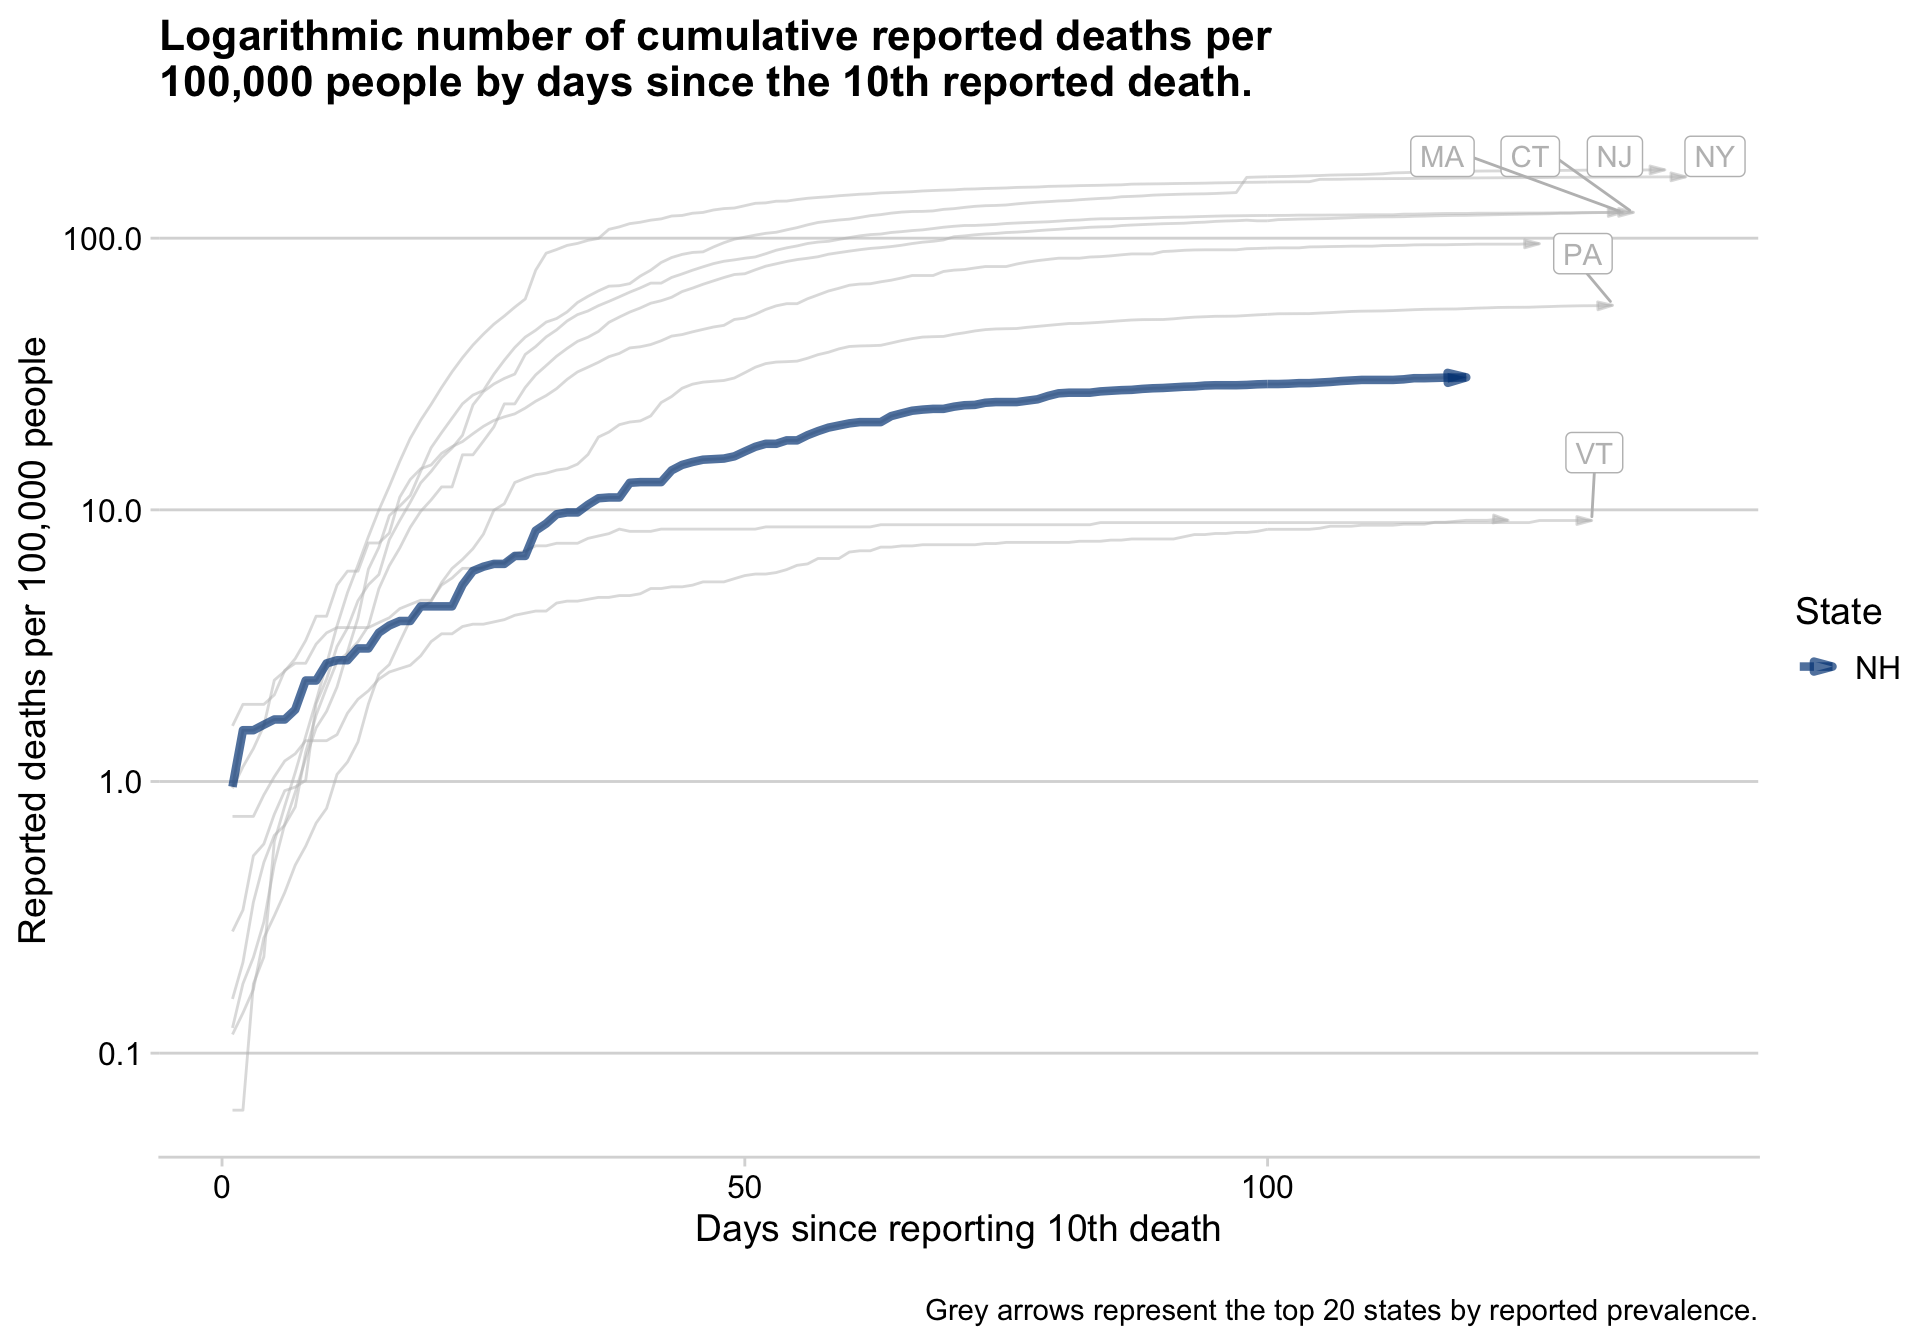 Logarithmic number of cumulative reported deaths per
100,000 people by days since the 10th reported death.
MA
CT
NJ
NY
PA
VT
100.0
10.0
1.0
0.1
Reported deaths per 100,000 people
0
50
100
Days since reporting 10th death
State
NH
Grey arrows represent the top 20 states by reported prevalence.